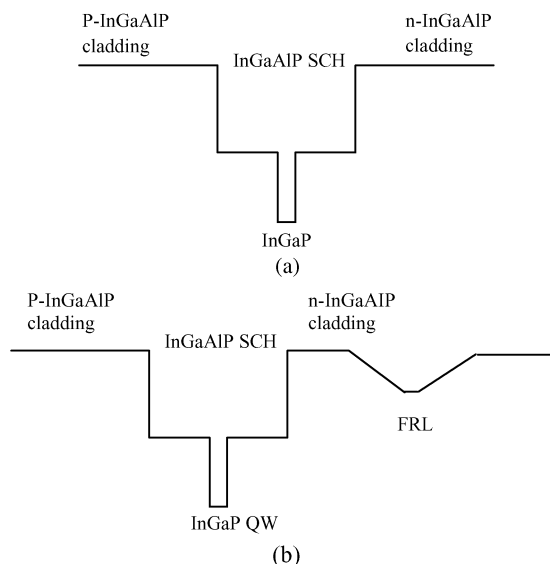 P-InGaAlP
cladding
n-InGaAlP
cladding
InGaAlP SCH
InGaP
(a)
P-InGaAlP
cladding
n-InGaAlP
cladding
InGaAlP SCH
FRL
InGaP QW
(b)